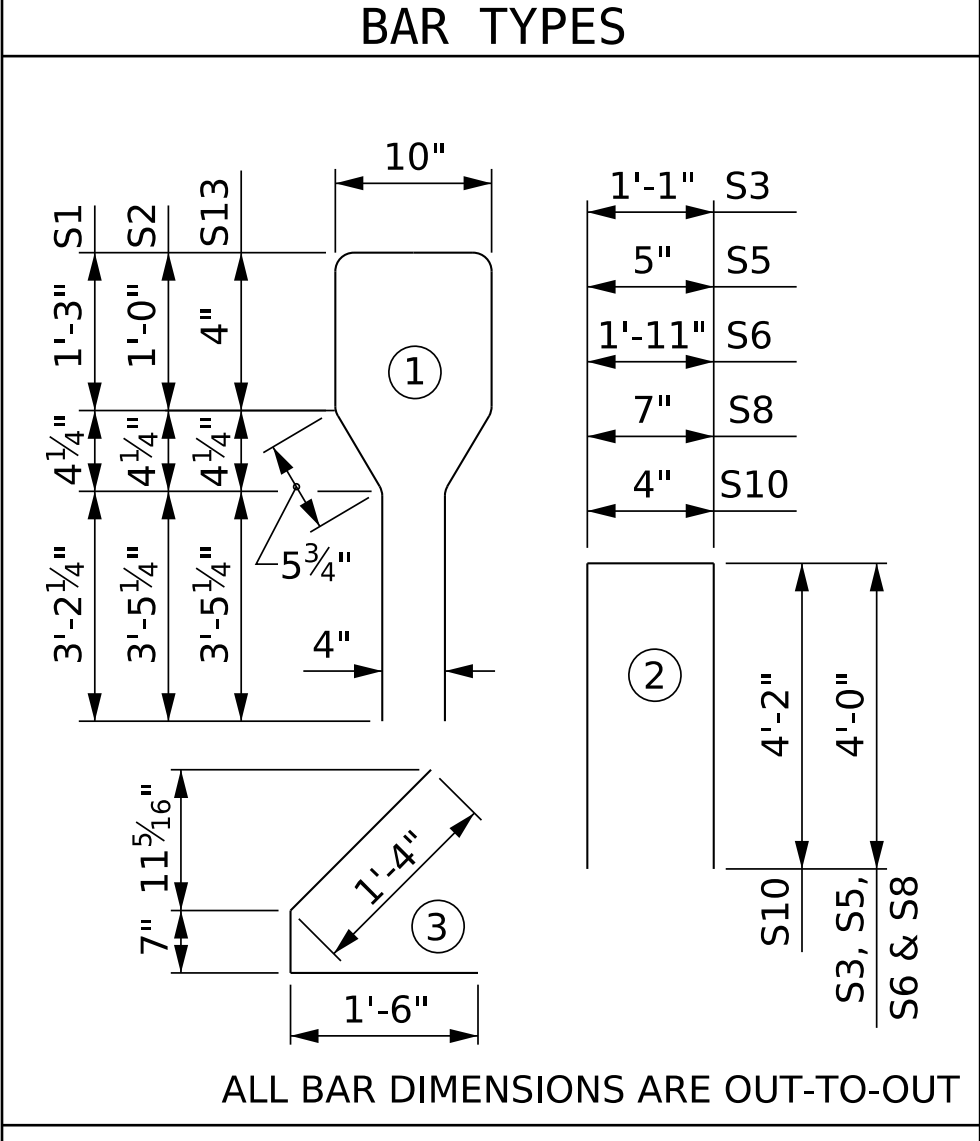 BAR TYPES
10"
S1
S2
S13
1'-3"
1'-0"
4"
4¼"
4¼"
4¼"
3'-2¼"
3'-5¼"
3'-5¼"
5¾"
4"
1
1'-1" S3
5" S5
1'-11" S6
7" S8
4" S10
2
4'-2"
4'-0"
S10
S3, S5,
S6 & S8
11 5⁄16"
7"
1'-4"
3
1'-6"
ALL BAR DIMENSIONS ARE OUT-TO-OUT